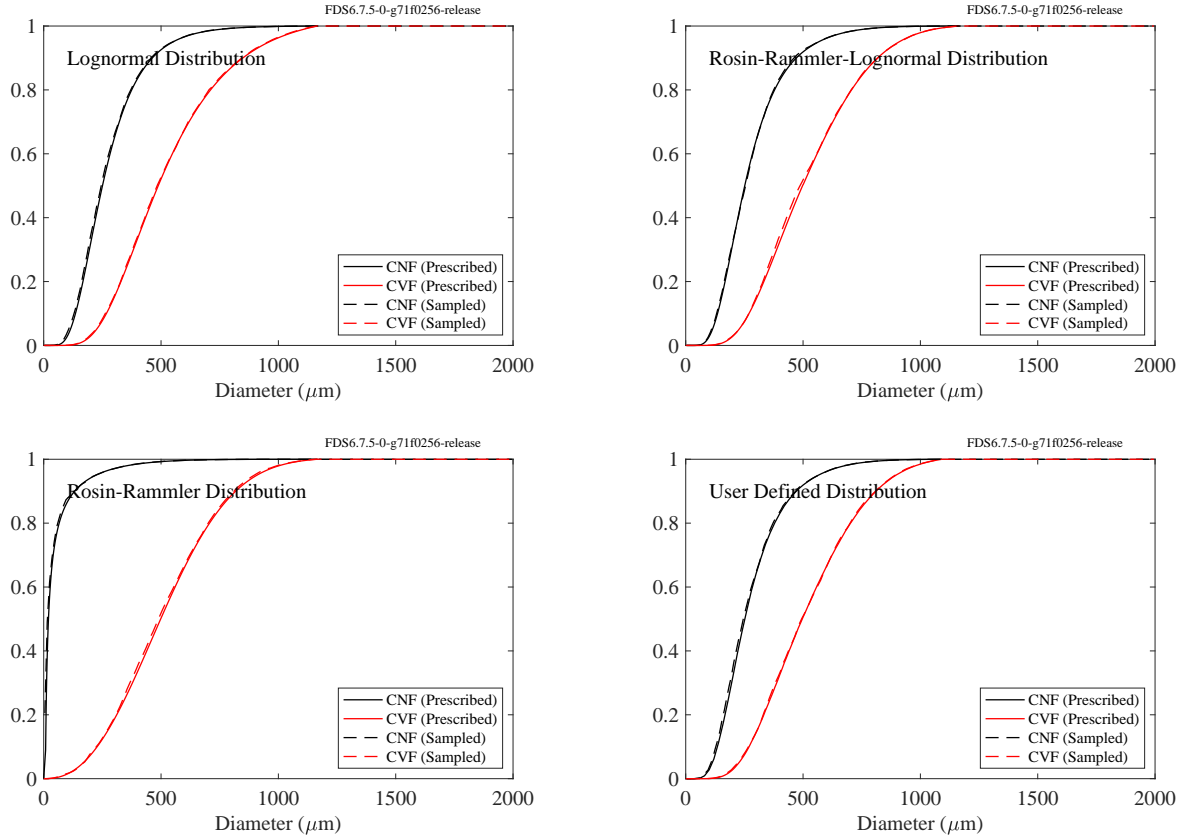 FDS6.7.5-0-g71f0256-release
Lognormal Distribution
1
0.8
0.6
0.4
0.2
0
CNF (Prescribed)
CVF (Prescribed)
CNF (Sampled)
CVF (Sampled)
0 500 1000 1500 2000
Diameter (μm)
FDS6.7.5-0-g71f0256-release
Rosin-Rammler-Lognormal Distribution
1
0.8
0.6
0.4
0.2
0
CNF (Prescribed)
CVF (Prescribed)
CNF (Sampled)
CVF (Sampled)
0 500 1000 1500 2000
Diameter (μm)
FDS6.7.5-0-g71f0256-release
Rosin-Rammler Distribution
1
0.8
0.6
0.4
0.2
0
CNF (Prescribed)
CVF (Prescribed)
CNF (Sampled)
CVF (Sampled)
0 500 1000 1500 2000
Diameter (μm)
FDS6.7.5-0-g71f0256-release
User Defined Distribution
1
0.8
0.6
0.4
0.2
0
CNF (Prescribed)
CVF (Prescribed)
CNF (Sampled)
CVF (Sampled)
0 500 1000 1500 2000
Diameter (μm)